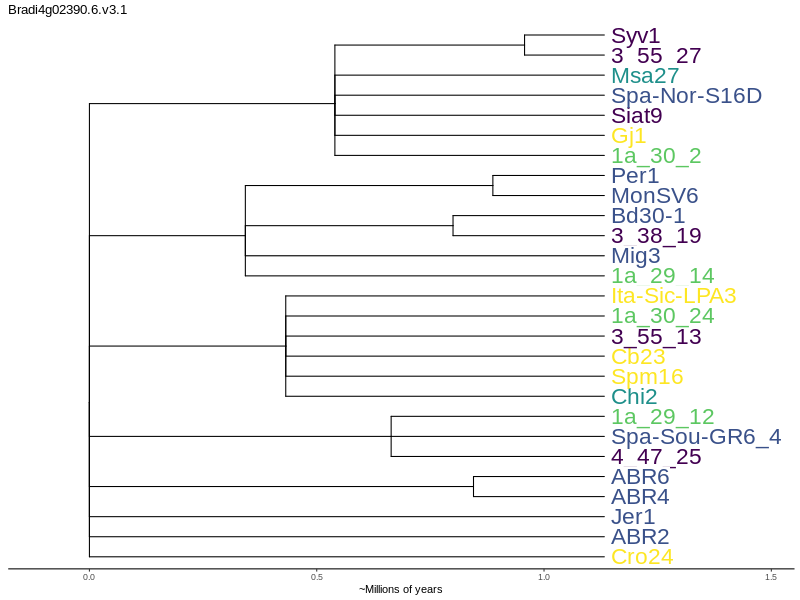 Bradi4g02390.6.v3.1
Syv1
3_55_27
Msa27
Spa-Nor-S16D
Siat9
Gj1
1a_30_2
Per1
MonSV6
Bd30-1
3_38_19
Mig3
1a_29_14
Ita-Sic-LPA3
1a_30_24
3_55_13
Cb23
Spm16
Chi2
1a_29_12
Spa-Sou-GR6_4
4_47_25
ABR6
ABR4
Jer1
ABR2
Cro24
0.0 0.5 1.0 1.5
~Millions of years